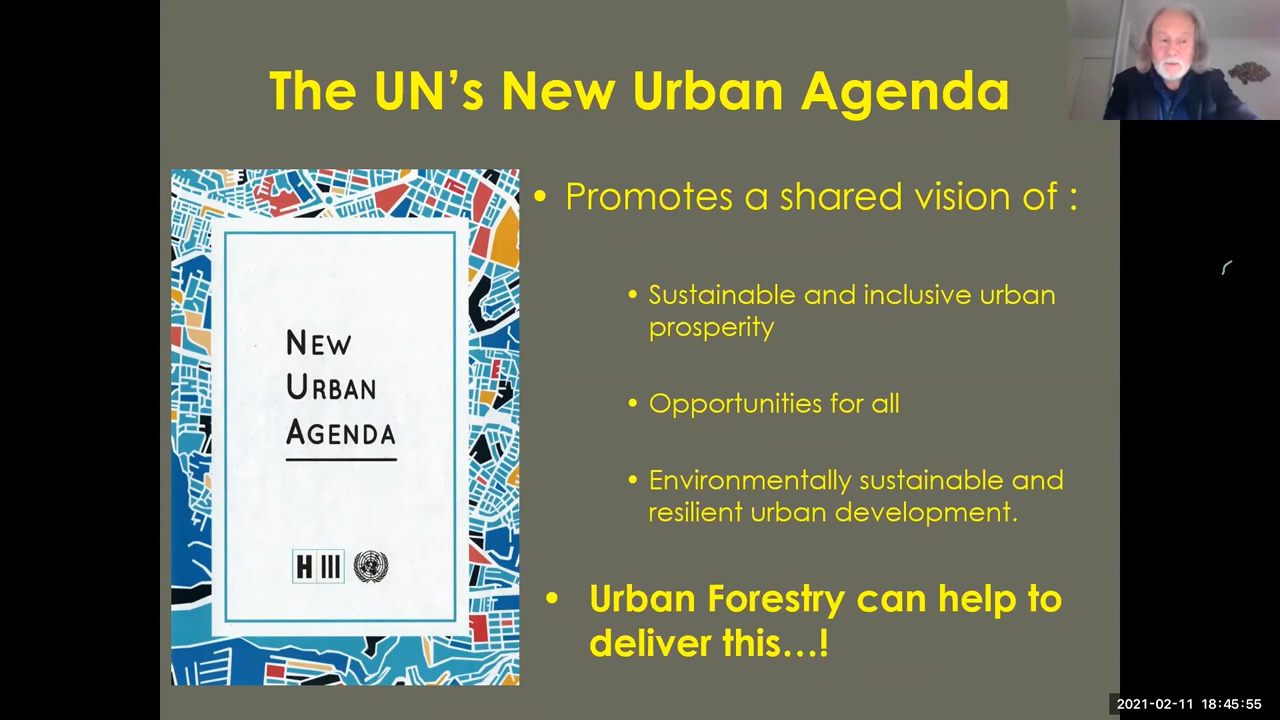 The UN’s New Urban Agenda
• Promotes a shared vision of :
• Sustainable and inclusive urban
prosperity
• Opportunities for all
• Environmentally sustainable and
resilient urban development.
• Urban Forestry can help to
deliver this...!
NEW
URBAN
AGENDA
H III
2021-02-11 18:45:55